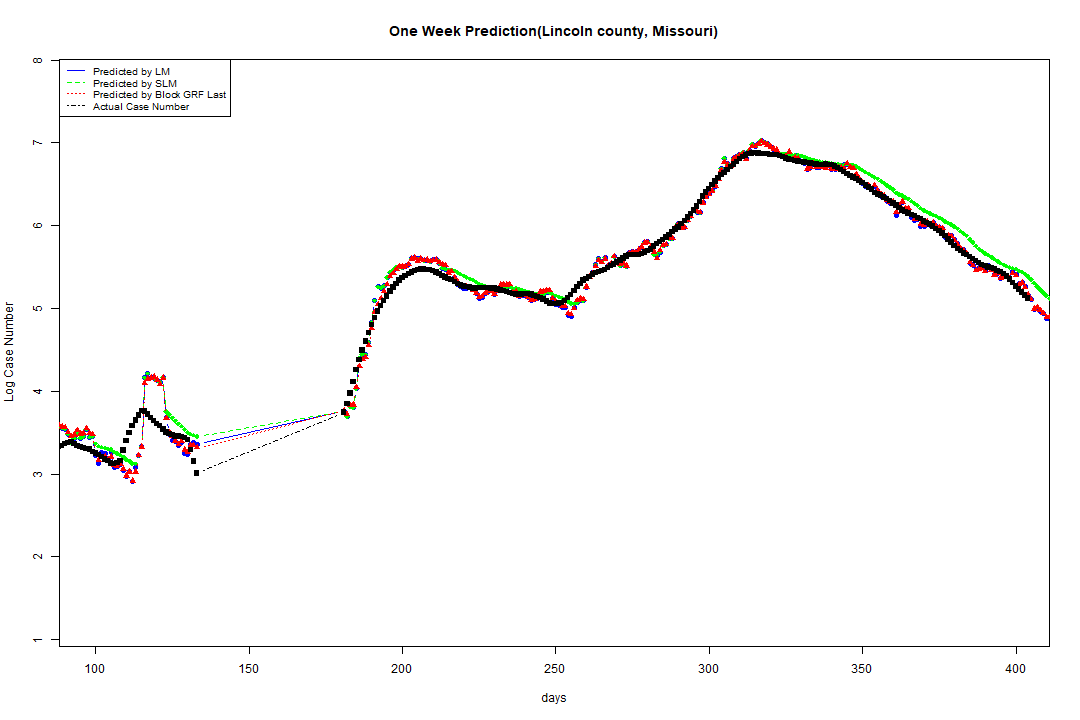 One Week Prediction(Lincoln county, Missouri)
Predicted by LM
Predicted by SLM
Predicted by Block GRF Last
Actual Case Number
Log Case Number
8
7
6
5
4
3
2
1
100 150 200 250 300 350 400
days